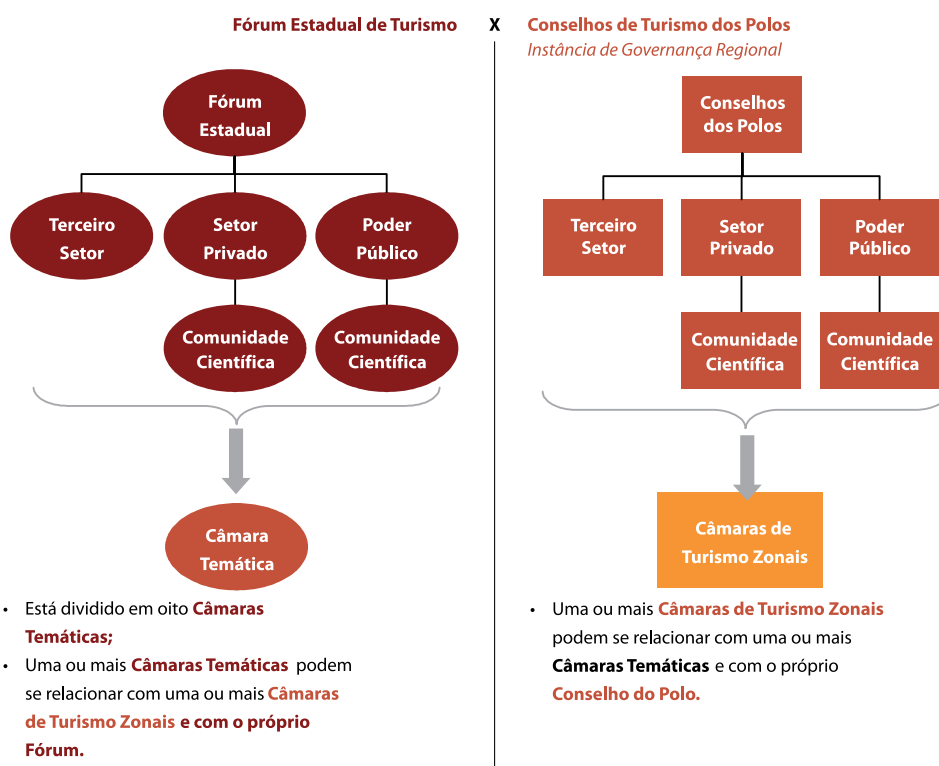 Fórum Estadual de Turismo X Conselhos de Turismo dos Polos
Instância de Governança Regional
Fórum
Estadual
Terceiro
Setor
Setor
Privado
Poder
Público
Comunidade
Científica
Comunidade
Científica
Câmara
Temática
• Está dividido em oito Câmaras
Temáticas;
• Uma ou mais Câmaras Temáticas podem
se relacionar com uma ou mais Câmaras
de Turismo Zonais e com o próprio
Fórum.
Conselhos
dos Polos
Terceiro
Setor
Setor
Privado
Poder
Público
Comunidade
Científica
Comunidade
Científica
Câmaras de
Turismo Zonais
• Uma ou mais Câmaras de Turismo Zonais
podem se relacionar com uma ou mais
Câmaras Temáticas e com o próprio
Conselho do Polo.